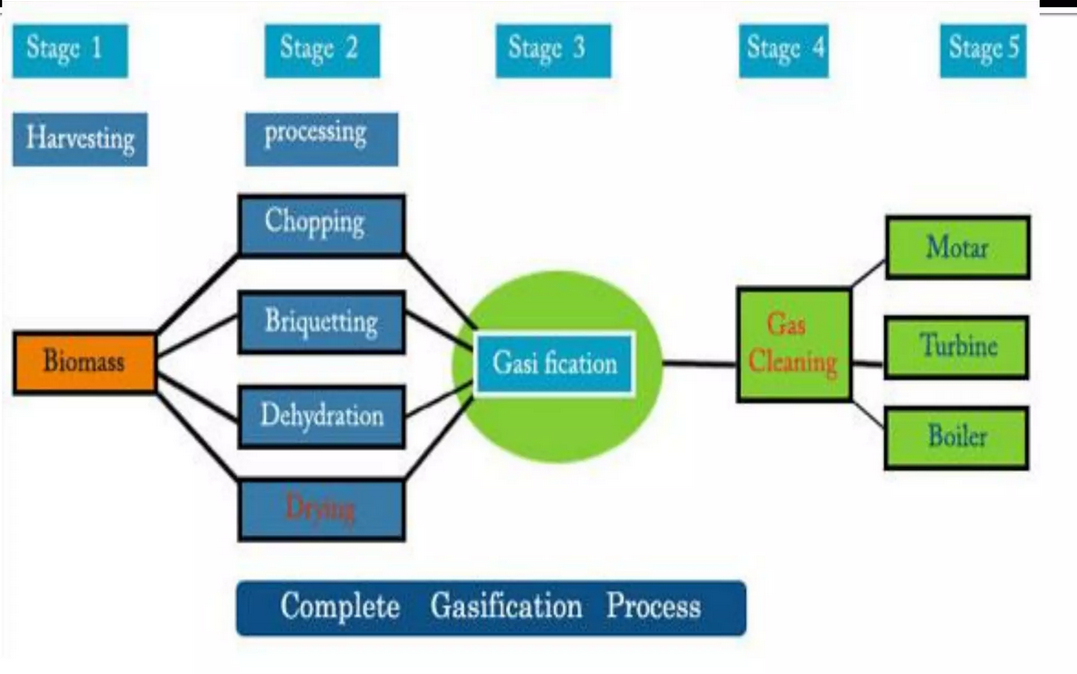 Stage 1
Stage 2
Stage 3
Stage 4
Stage 5
Harvesting
processing
Chopping
Briquetting
Dehydration
Drying
Biomass
Gasi fication
Gas
Cleaning
Motar
Turbine
Boiler
Complete Gasification Process